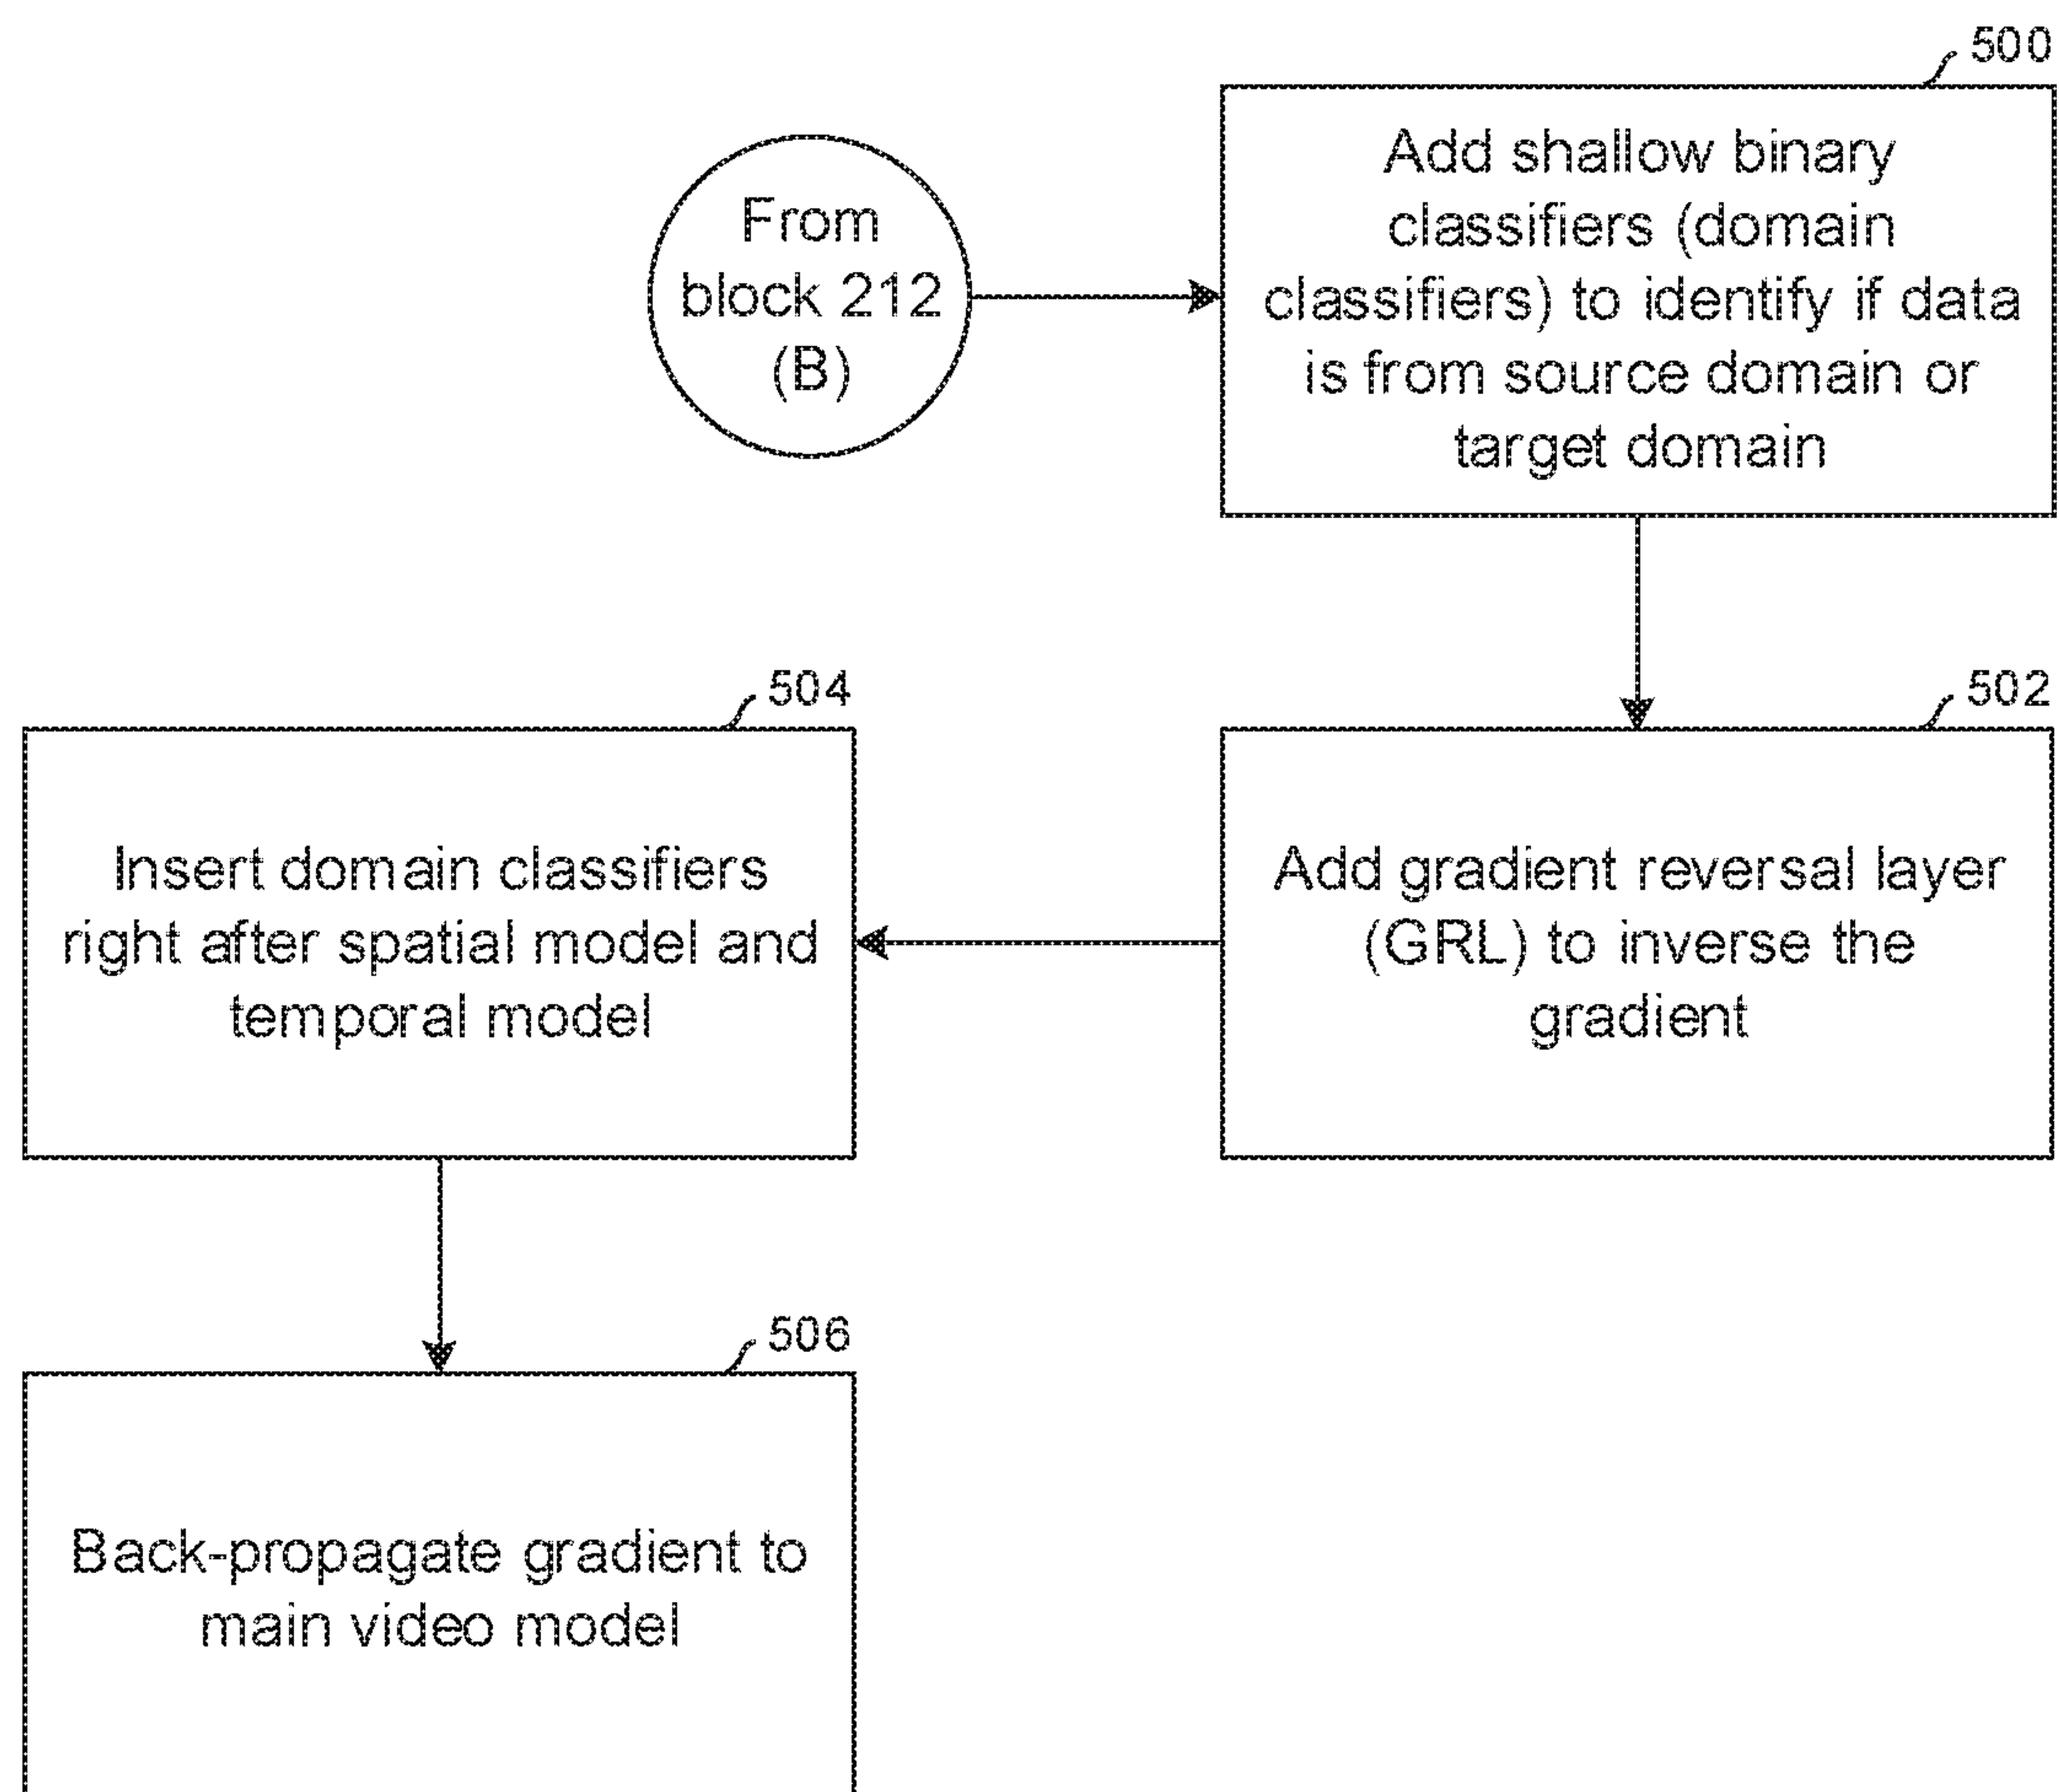 500
From
block 212
(B)
Add shallow binary
classifiers (domain
classifiers) to identify if data
is from source domain or
target domain
504
502
Insert domain classifiers
right after spatial model and
temporal model
Add gradient reversal layer
(GRL) to inverse the
gradient
506
Back-propagate gradient to
main video model